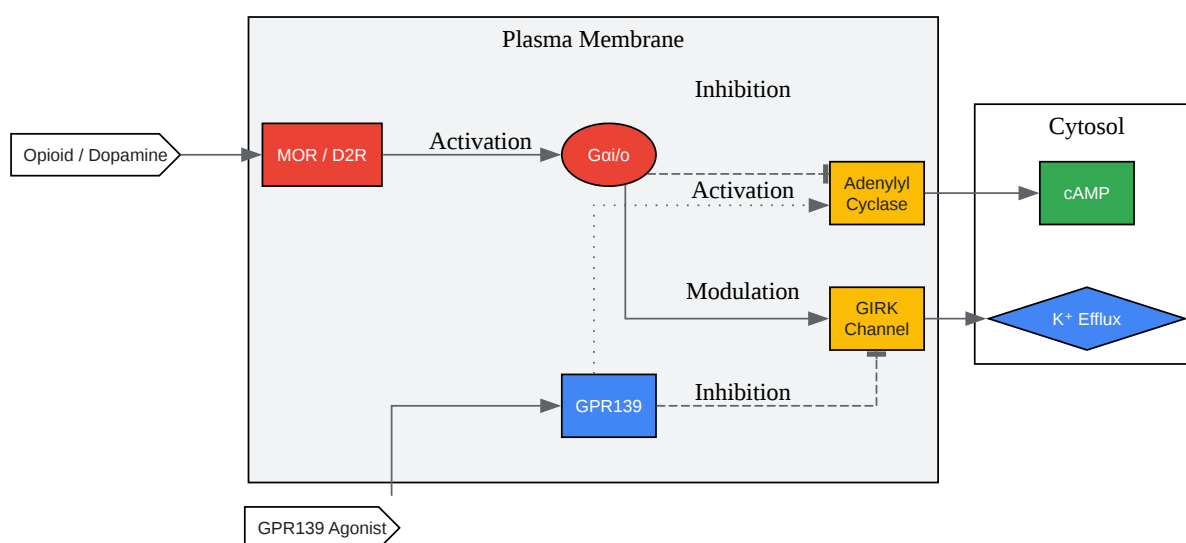 Plasma Membrane
Inhibition
Opioid / Dopamine
MOR / D2R
Activation
Gαi/o
Activation
Adenylyl
Cyclase
Cytosol
cAMP
Modulation
GIRK
Channel
K⁺ Efflux
GPR139
Inhibition
GPR139 Agonist